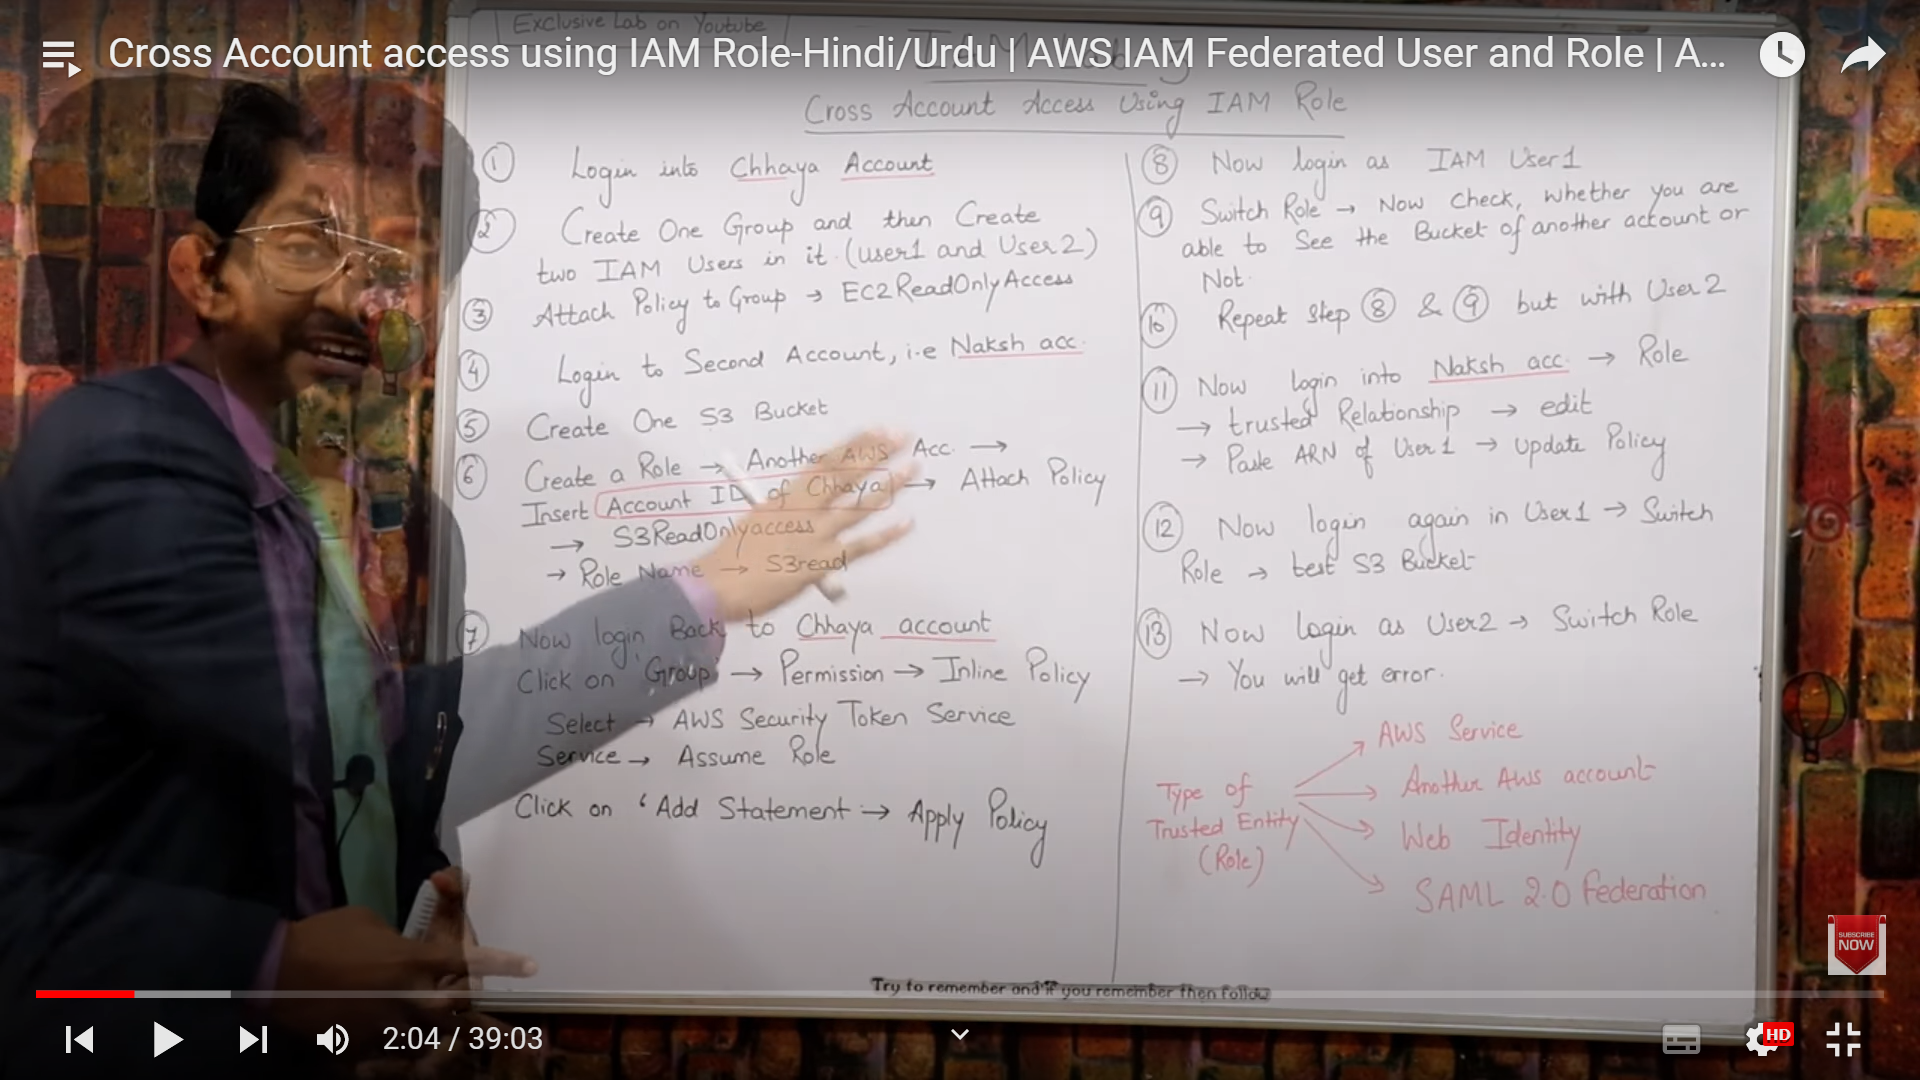 Exclusive Lab on Youtube
Cross Account access using IAM Role-Hindi/Urdu | AWS IAM Federated User and Role | A...
Cross Account Access Using IAM Role
① Login into Chhaya Account
② Create One Group and then Create
two IAM Users in it. (user1 and User2)
③ Attach Policy to Group → EC2ReadOnlyAccess
④ Login to Second Account, i.e Naksh acc.
⑤ Create One S3 Bucket
⑥ Create a Role → Another AWS Acc. →
Insert Account ID of Chhaya → Attach Policy
→ S3ReadOnlyaccess
→ Role Name → S3read
⑦ Now login Back to Chhaya account
Click on 'Group' → Permission → Inline Policy
Select → AWS Security Token Service
Service → Assume Role
Click on ‘Add Statement → Apply Policy
⑧ Now login as IAM User1
⑨ Switch Role → Now Check, Whether you are
able to See the Bucket of another account or
Not.
⑩ Repeat Step ⑧ & ⑨ but with User2
⑪ Now login into Naksh acc. → Role
→ trusted Relationship → edit
→ Paste ARN of User1 → Update Policy
⑫ Now login again in User1 → Switch
Role → test S3 Bucket
⑬ Now Login as User2 → Switch Role
→ You will get error.
Type of
Trusted Entity
(Role)
AWS Service
Another Aws account
Web Identity
SAML 2.0 Federation
SUBSCRIBE
NOW
Try to remember and if you remember then follow
2:04 / 39:03
HD